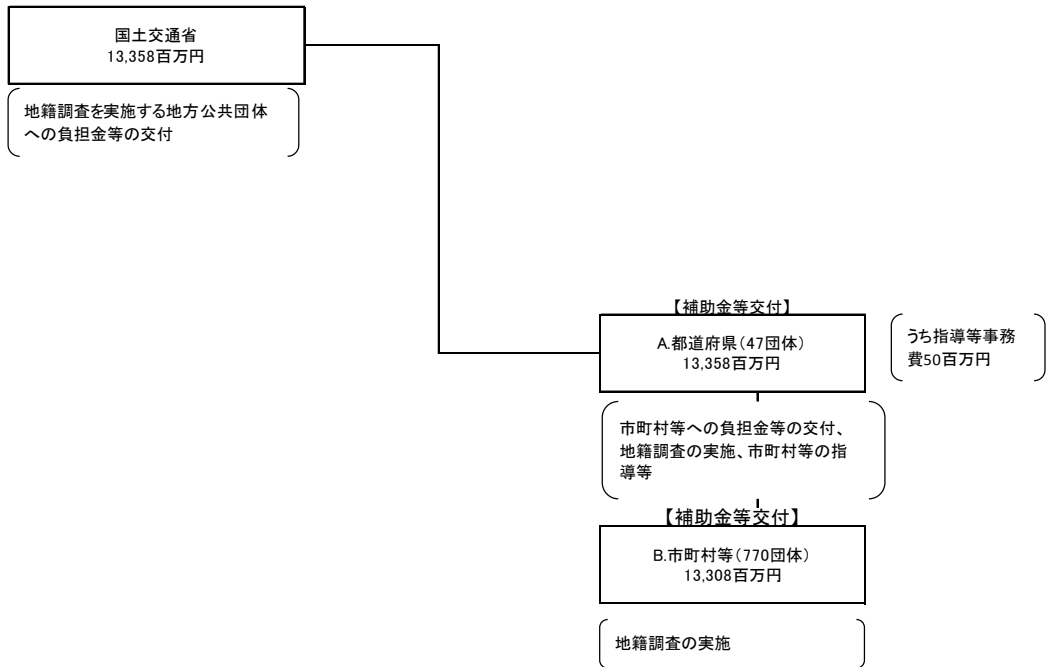 国土交通省
13,358百万円
地籍調査を実施する地方公共団体
への負担金等の交付
【補助金等交付】
A.都道府県(47団体)
13,358百万円
うち指導等事務
費50百万円
市町村等への負担金等の交付、
地籍調査の実施、市町村等の指
導等
【補助金等交付】
B.市町村等(770団体)
13,308百万円
地籍調査の実施